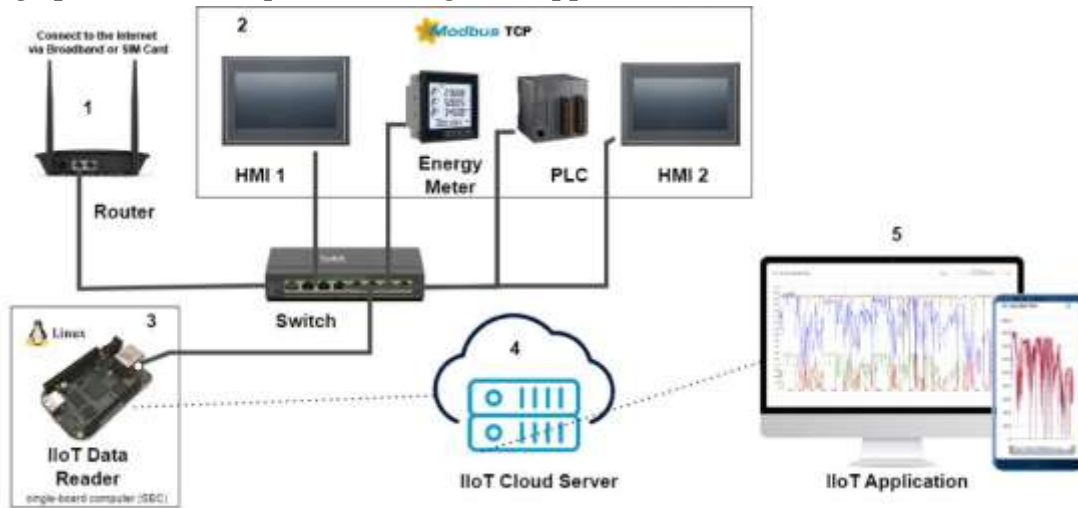 Connect to the Internet
via Broadband or SIM Card
1
Router
2
Modbus TCP
HMI 1
Energy
Meter
PLC
HMI 2
Switch
3
Linux
IIoT Data
Reader
single-board computer (SBC)
4
IIoT Cloud Server
5
IIoT Application